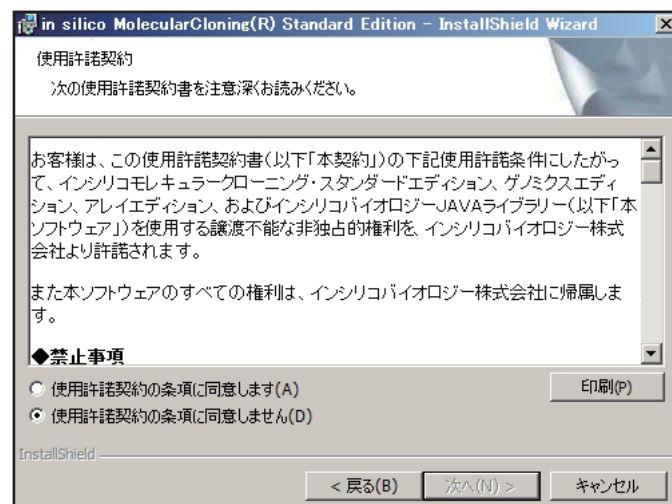 in silico MolecularCloning(R) Standard Edition - InstallShield Wizard
使用許諾契約
次の使用許諾契約書を注意深くお読みください。
お客様は、この使用許諾契約書(以下「本契約」)の下記使用許諾条件にしたがっ
て、インシリコモレキュラークローニング・スタンダードエディション、ゲノミクスエディ
ション、アレイエディション、およびインシリコバイオロジーJAVAライブラリー(以下「本
ソフトウェア」)を使用する譲渡不能な非独占的権利を、インシリコバイオロジー株式
会社より許諾されます。
また本ソフトウェアのすべての権利は、インシリコバイオロジー株式会社に帰属しま
す。
◆禁止事項
使用許諾契約の条項に同意します(A)
印刷(P)
使用許諾契約の条項に同意しません(D)
InstallShield
< 戻る(B)
次へ(N) >
キャンセル